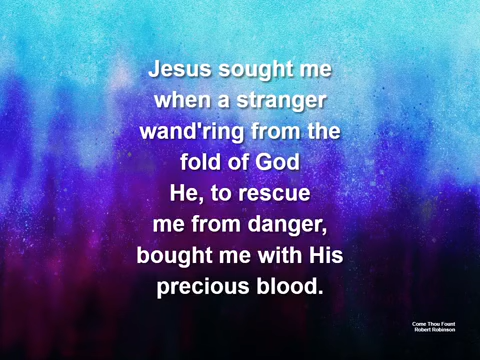 Jesus sought me
when a stranger
wand'ring from the
fold of God
He, to rescue
me from danger,
bought me with His
precious blood.
Come Thou Fount
Robert Robinson